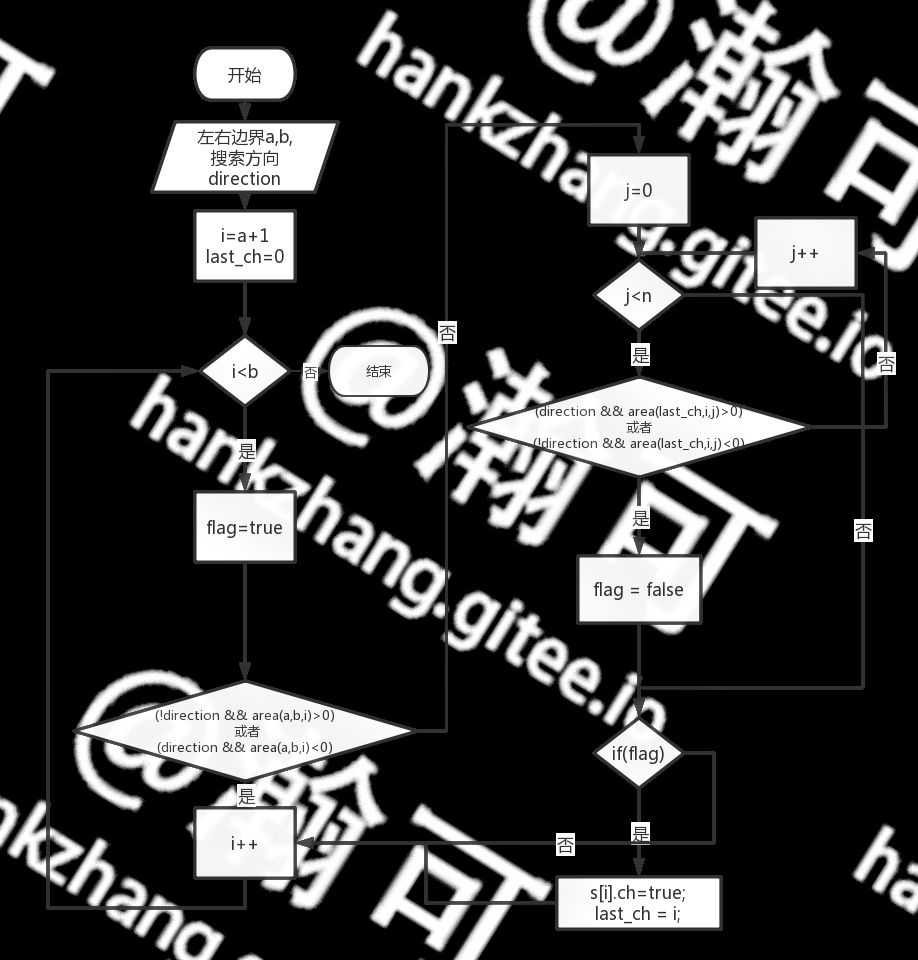 开始
左右边界a,b,
搜索方向
direction
i=a+1
last_ch=0
i<b
否
结束
是
flag=true
(!direction && area(a,b,i)>0)
或者
(direction && area(a,b,i)<0)
是
i++
否
j=0
j++
j<n
是
否
(direction && area(last_ch,i,j)>0)
或者
(!direction && area(last_ch,i,j)<0)
是
否
flag = false
if(flag)
是
否
s[i].ch=true;
last_ch = i;
@瀚可
hankzhang.gitee.io
@瀚可
hankzhang.gitee.io
@瀚可
nkzhang.g
ha